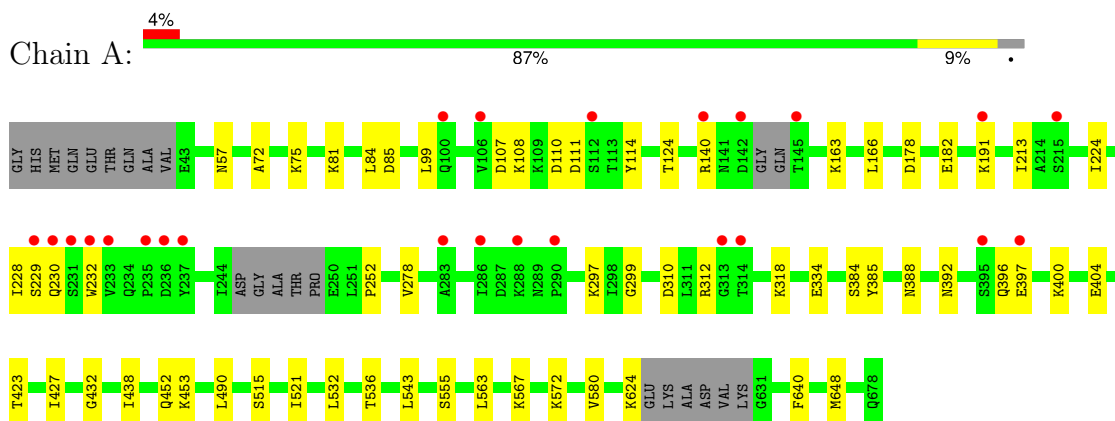 4%
Chain A:
87% 9% •
GLY HIS MET GLN GLU THR GLN ALA VAL E43 N57 A72 K75 K81 L84 D85 L99 Q100 V106 D107 K108 K109 D110 D111 S112 T113 Y114 T124 R140 N141 D142 GLY GLN T145 K163 L166 D178 E182 K191 I213 A214 S215 I224
I228 S229 Q230 S231 W232 V233 Q234 P235 D236 Y237 I244 ASP GLY ALA THR PRO E250 L251 P252 V278 A283 I286 D287 K288 N289 P290 K297 I298 G299 D310 L311 R312 G313 T314 K318 E334 S384 Y385 N388 N392 S395 Q396 E397 K400 E404
T423 I427 G432 I438 Q452 K453 L490 S515 I521 L532 T536 L543 S555 L563 K567 K572 V580 K624 GLU LYS ALA ASP VAL LYS G631 F640 M648 Q678